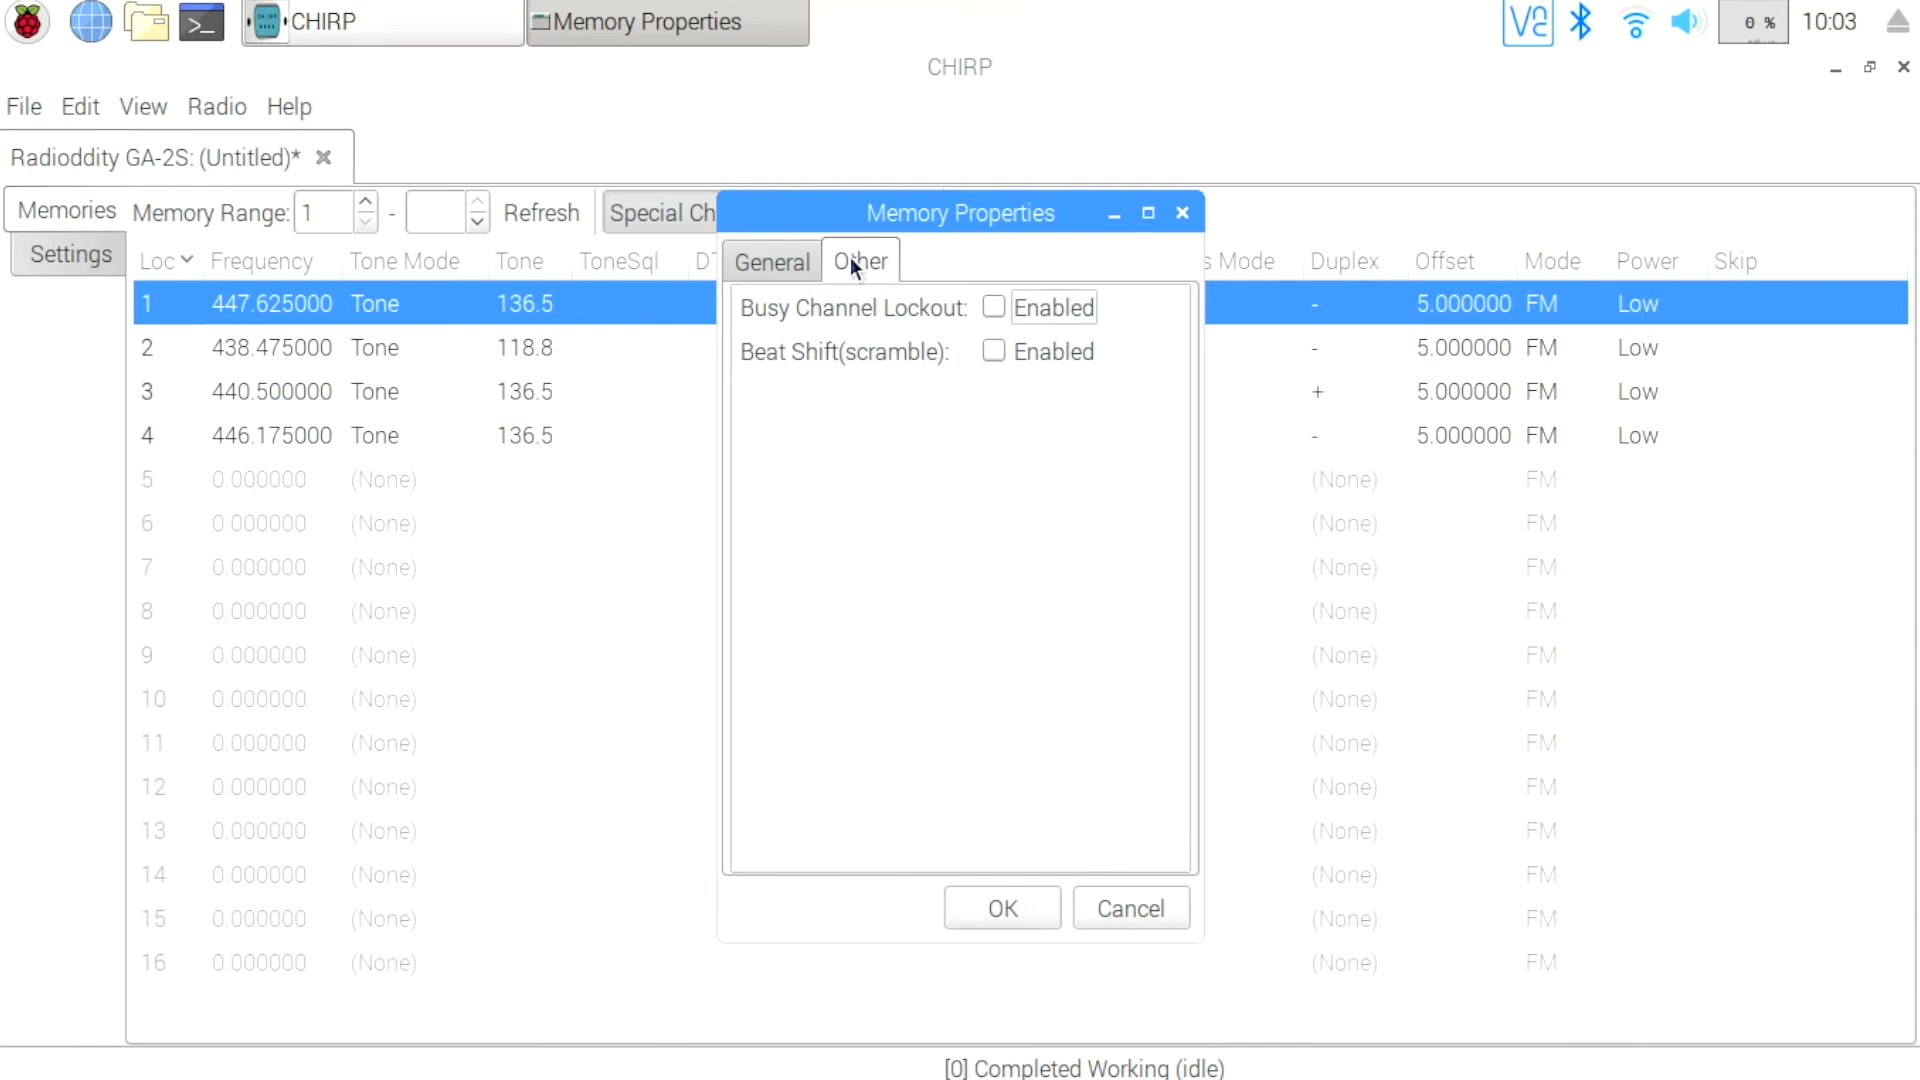 CHIRP
Memory Properties
0 %
10:03
CHIRP
File Edit View Radio Help
Radioddity GA-2S: (Untitled)*
Memories
Settings
Memory Range: 1 - Refresh Special Ch
Loc Frequency Tone Mode Tone ToneSql D s Mode Duplex Offset Mode Power Skip
1 447.625000 Tone 136.5 - 5.000000 FM Low
2 438.475000 Tone 118.8 - 5.000000 FM Low
3 440.500000 Tone 136.5 + 5.000000 FM Low
4 446.175000 Tone 136.5 - 5.000000 FM Low
5 0.000000 (None) (None) FM
6 0.000000 (None) (None) FM
7 0.000000 (None) (None) FM
8 0.000000 (None) (None) FM
9 0.000000 (None) (None) FM
10 0.000000 (None) (None) FM
11 0.000000 (None) (None) FM
12 0.000000 (None) (None) FM
13 0.000000 (None) (None) FM
14 0.000000 (None) (None) FM
15 0.000000 (None) (None) FM
16 0.000000 (None) (None) FM
Memory Properties
General Other
Busy Channel Lockout: Enabled
Beat Shift(scramble): Enabled
OK Cancel
[0] Completed Working (idle)